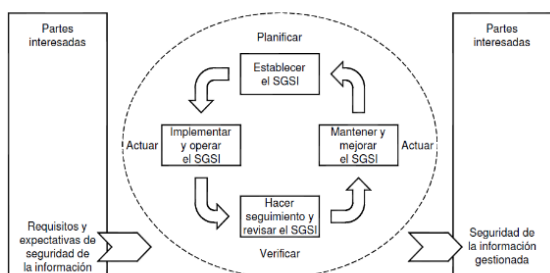 Partes
interesadas
Planificar
Partes
interesadas
Establecer
el SGSI
Actuar
Implementar
y operar
el SGSI
Mantener y
mejorar
el SGSI
Actuar
Hacer
seguimiento y
revisar el SGSI
Verificar
Requisitos y
expectativas de
seguridad de
la información
Seguridad de
la información
gestionada